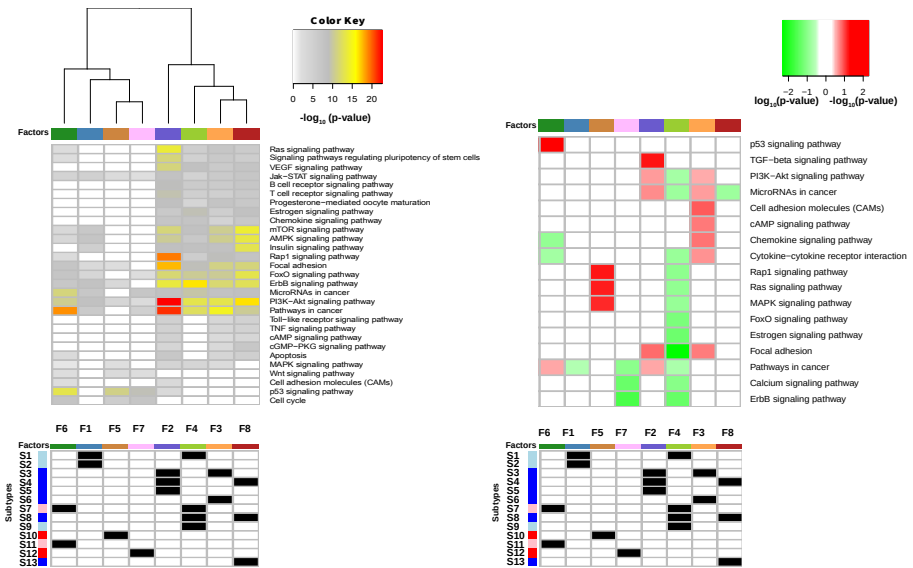 Color Key
0 5 10 15 20
-log10 (p-value)
Factors
Ras signaling pathway
Signaling pathways regulating pluripotency of stem cells
VEGF signaling pathway
Jak-STAT signaling pathway
B cell receptor signaling pathway
T cell receptor signaling pathway
Progesterone-mediated oocyte maturation
Estrogen signaling pathway
Chemokine signaling pathway
mTOR signaling pathway
AMPK signaling pathway
Insulin signaling pathway
Rap1 signaling pathway
Focal adhesion
FoxO signaling pathway
ErbB signaling pathway
MicroRNAs in cancer
PI3K-Akt signaling pathway
Pathways in cancer
Toll-like receptor signaling pathway
TNF signaling pathway
cAMP signaling pathway
cGMP-PKG signaling pathway
Apoptosis
MAPK signaling pathway
Wnt signaling pathway
Cell adhesion molecules (CAMs)
p53 signaling pathway
Cell cycle
F6 F1 F5 F7 F2 F4 F3 F8
Factors
Subtypes
S1
S2
S3
S4
S5
S6
S7
S8
S9
S10
S11
S12
S13
−2 −1 0 1 2
log10(p-value) -log10(p-value)
Factors
p53 signaling pathway
TGF-beta signaling pathway
PI3K-Akt signaling pathway
MicroRNAs in cancer
Cell adhesion molecules (CAMs)
cAMP signaling pathway
Chemokine signaling pathway
Cytokine-cytokine receptor interaction
Rap1 signaling pathway
Ras signaling pathway
MAPK signaling pathway
FoxO signaling pathway
Estrogen signaling pathway
Focal adhesion
Pathways in cancer
Calcium signaling pathway
ErbB signaling pathway
F6 F1 F5 F7 F2 F4 F3 F8
Factors
Subtypes
S1
S2
S3
S4
S5
S6
S7
S8
S9
S10
S11
S12
S13